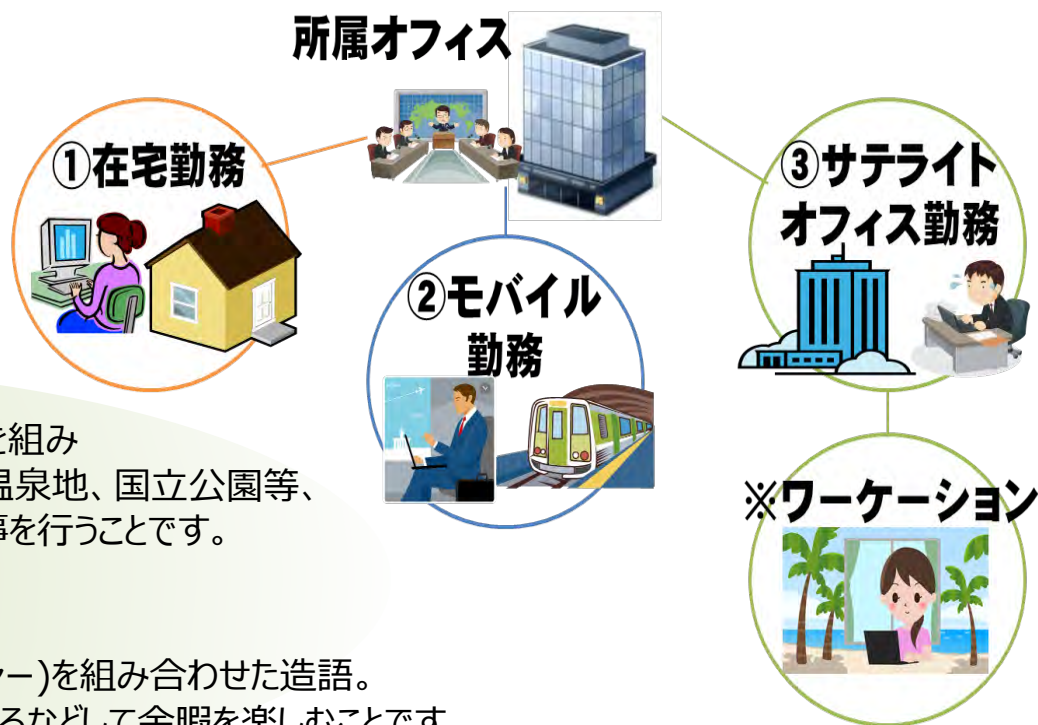 所属オフィス
①在宅勤務
②モバイル
勤務
③サテライト
オフィス勤務
※ワーケーション
を組み
温泉地、国立公園等、
事を行うことです。
ャー)を組み合わせた造語。
るなどして余暇を楽しむことです